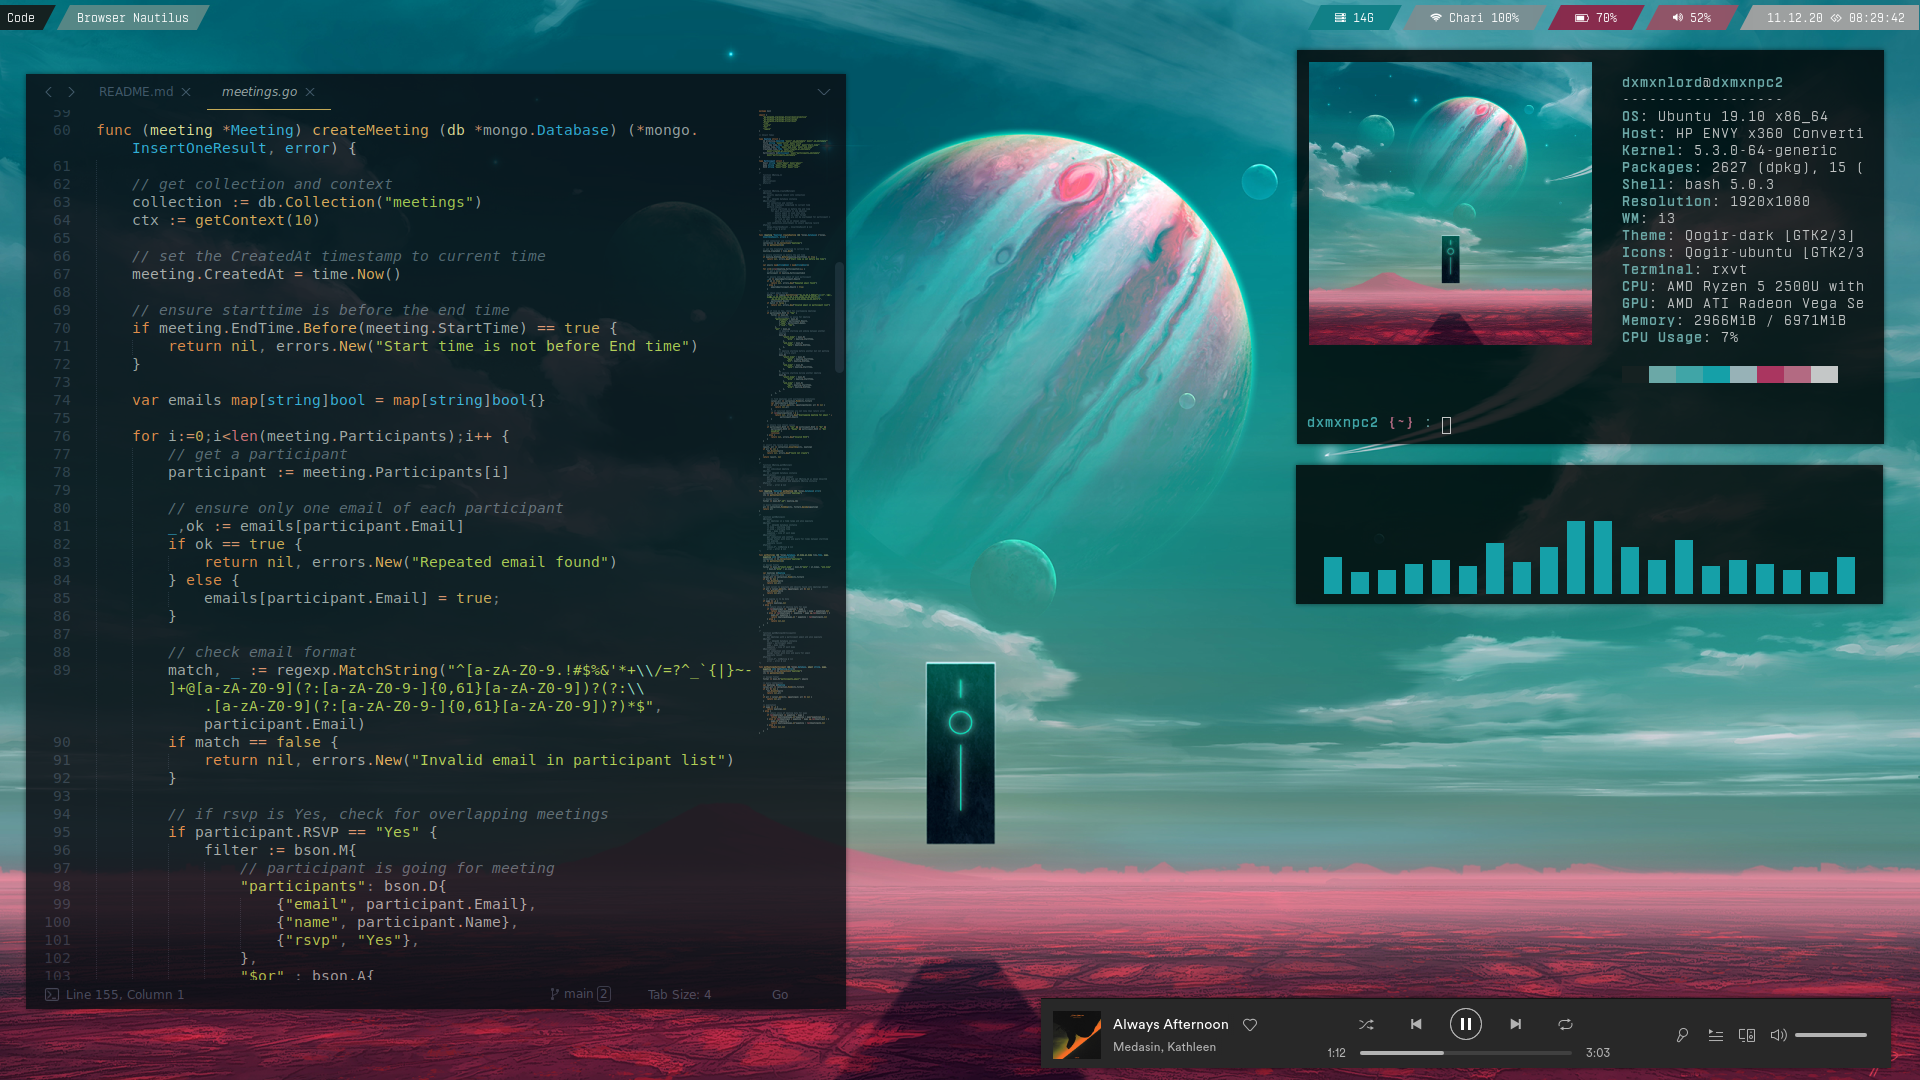 Code
Browser Nautilus
14G
Chari 100%
70%
52%
11.12.20
08:29:42
README.md
meetings.go
59
60 func (meeting *Meeting) createMeeting (db *mongo.Database) (*mongo.
InsertOneResult, error) {
61
62 // get collection and context
63 collection := db.Collection("meetings")
64 ctx := getContext(10)
65
66 // set the CreatedAt timestamp to current time
67 meeting.CreatedAt = time.Now()
68
69 // ensure starttime is before the end time
70 if meeting.EndTime.Before(meeting.StartTime) == true {
71 return nil, errors.New("Start time is not before End time")
72 }
73
74 var emails map[string]bool = map[string]bool{}
75
76 for i:=0;i<len(meeting.Participants);i++ {
77 // get a participant
78 participant := meeting.Participants[i]
79
80 // ensure only one email of each participant
81 _,ok := emails[participant.Email]
82 if ok == true {
83 return nil, errors.New("Repeated email found")
84 } else {
85 emails[participant.Email] = true;
86 }
87
88 // check email format
89 match, _ := regexp.MatchString("^[a-zA-Z0-9.!#$%&'*+\\/=?^_`{|}~-
]+@[a-zA-Z0-9](?:[a-zA-Z0-9-]{0,61}[a-zA-Z0-9])?(?:\\
.[a-zA-Z0-9](?:[a-zA-Z0-9-]{0,61}[a-zA-Z0-9])?)*$",
participant.Email)
90 if match == false {
91 return nil, errors.New("Invalid email in participant list")
92 }
93
94 // if rsvp is Yes, check for overlapping meetings
95 if participant.RSVP == "Yes" {
96 filter := bson.M{
97 // participant is going for meeting
98 "participants": bson.D{
99 {"email", participant.Email},
100 {"name", participant.Name},
101 {"rsvp", "Yes"},
102 },
103 "$or" : bson.A{
Line 155, Column 1
main 2
Tab Size: 4
Go
dxmxnlord@dxmxnpc2
------------------
OS: Ubuntu 19.10 x86_64
Host: HP ENVY x360 Converti
Kernel: 5.3.0-64-generic
Packages: 2627 (dpkg), 15 (
Shell: bash 5.0.3
Resolution: 1920x1080
WM: i3
Theme: Qogir-dark [GTK2/3]
Icons: Qogir-ubuntu [GTK2/3
Terminal: rxvt
CPU: AMD Ryzen 5 2500U with
GPU: AMD ATI Radeon Vega Se
Memory: 2966MiB / 6971MiB
CPU Usage: 7%
dxmxnpc2 {~} :
Always Afternoon
Medasin, Kathleen
1:12
3:03